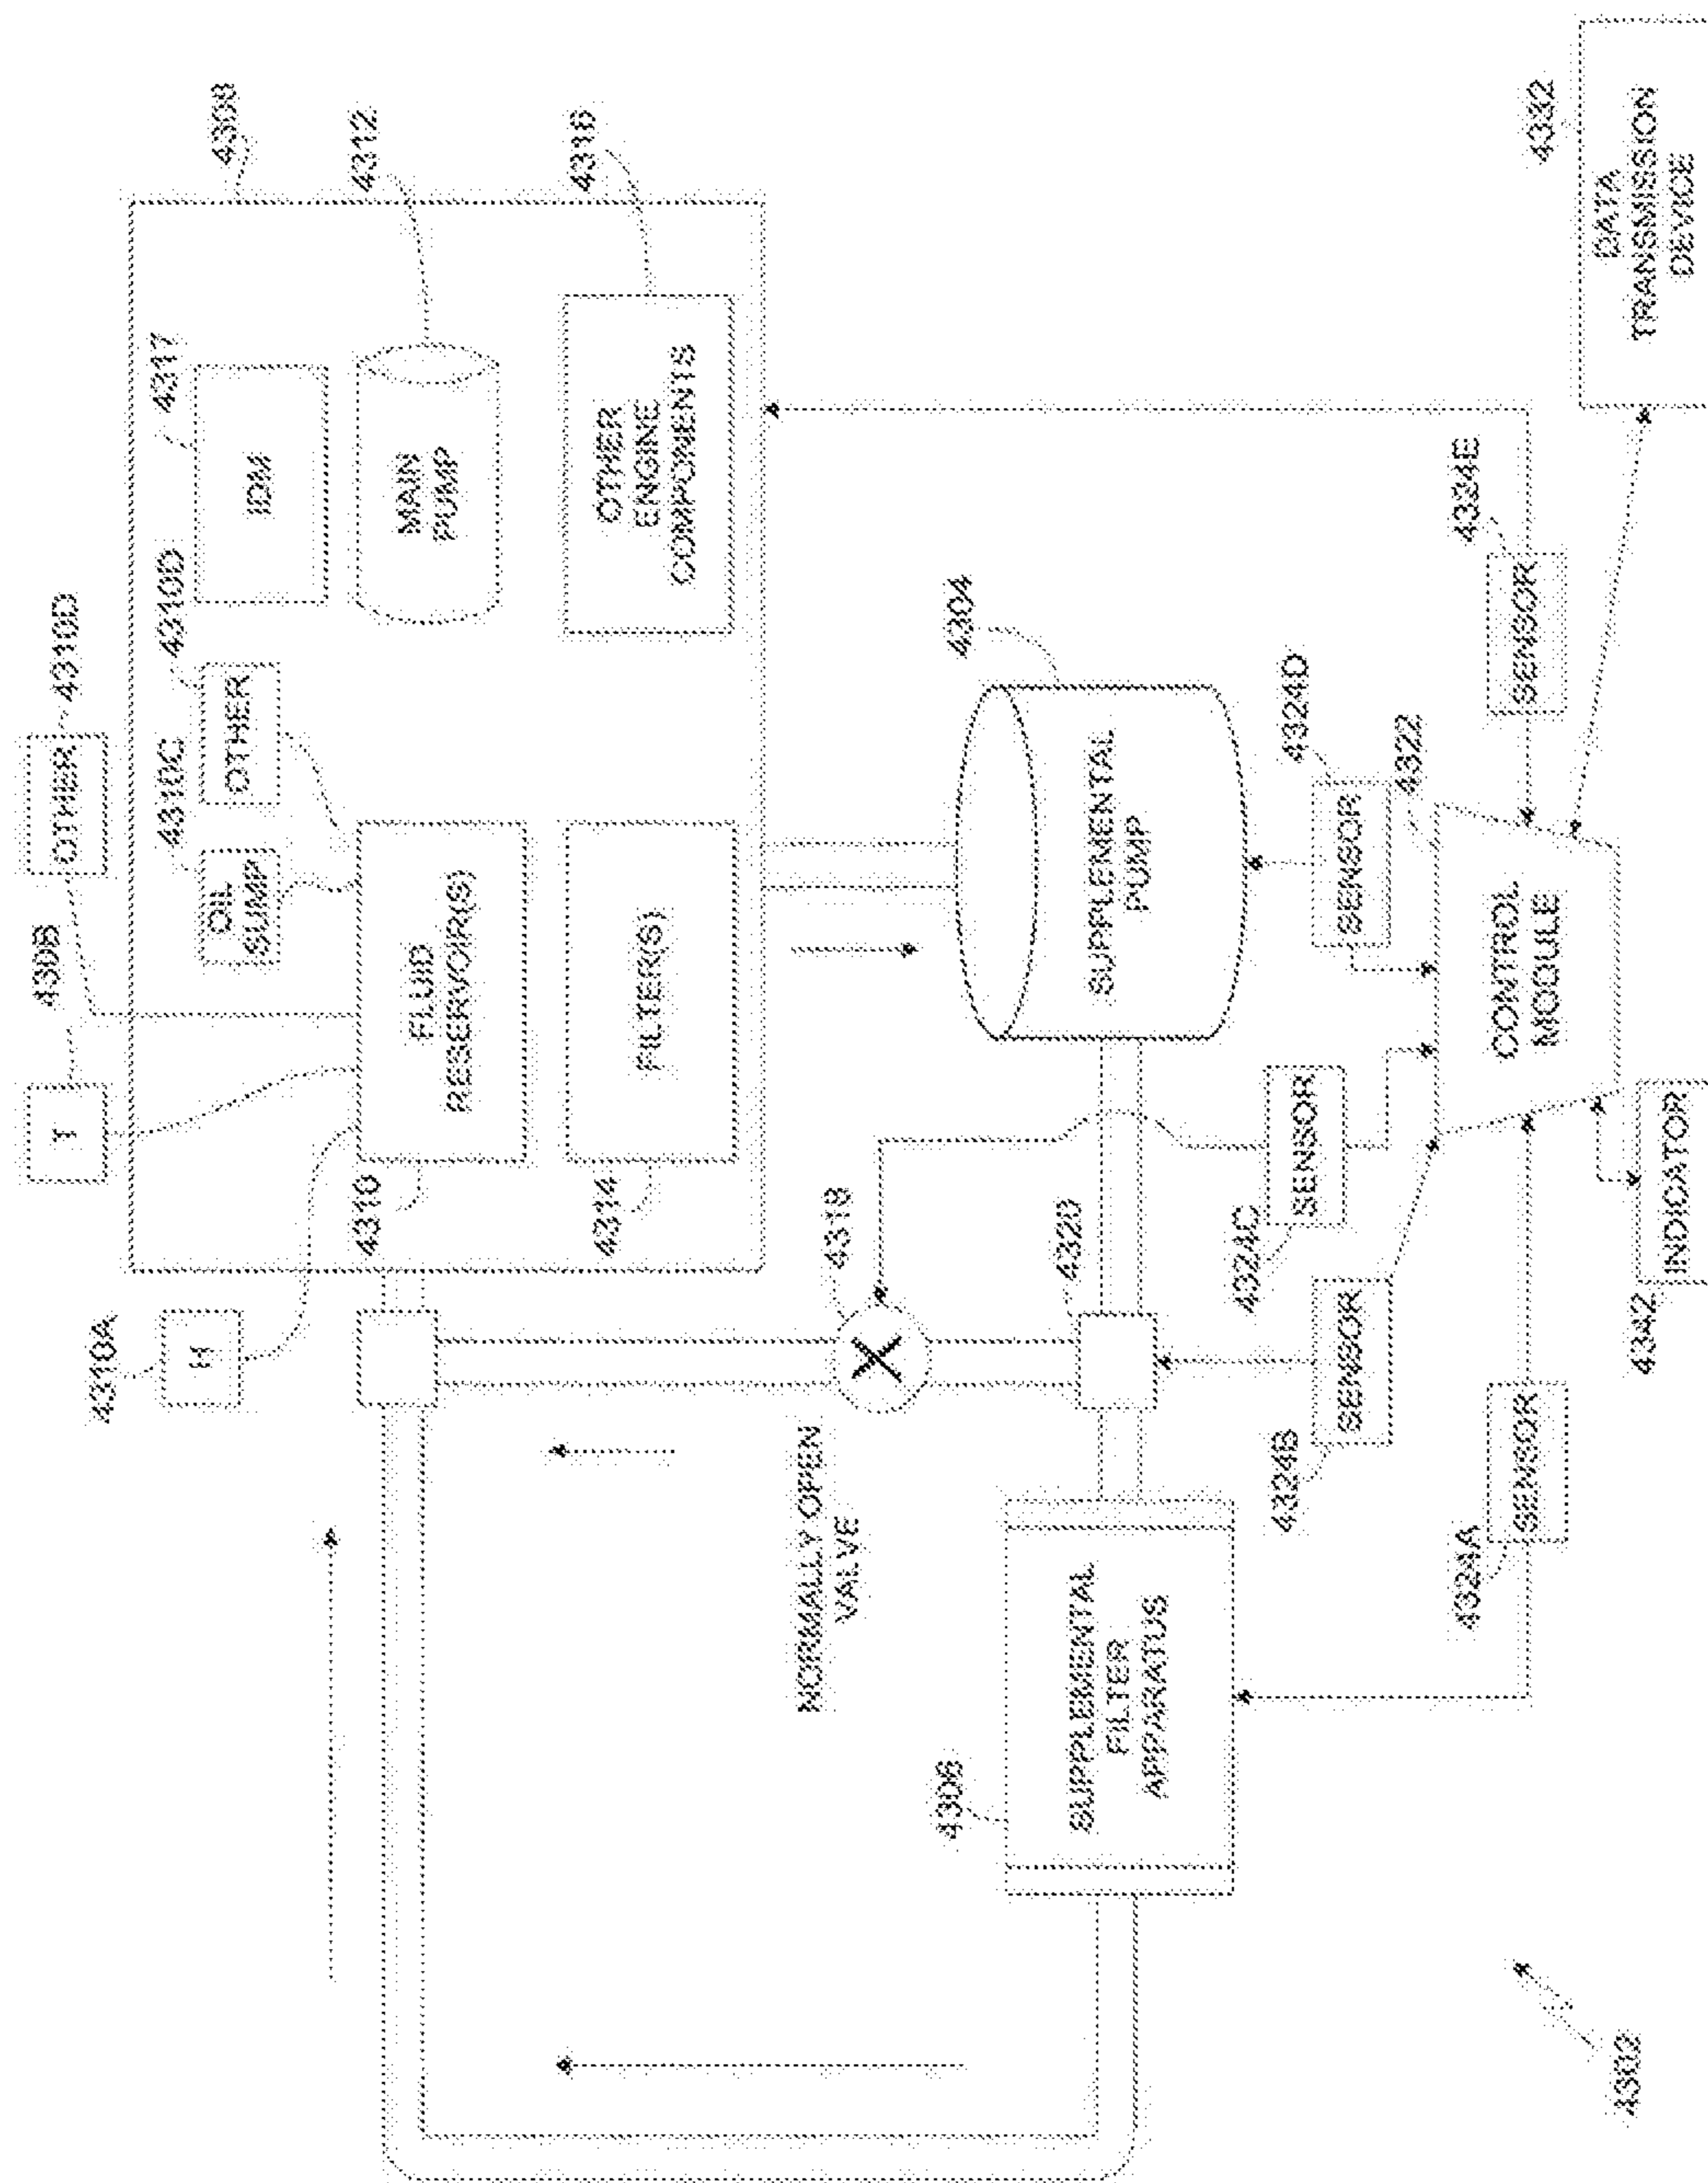 T
430B
OTHER
4310D
4310A
H
4310C
OIL
SUMP
4310D
OTHER
4317
IDM
4308
4310
FLUID
RESERVOIR(S)
MAIN
PUMP
4312
4314
FILTER(S)
OTHER
ENGINE
COMPONENTS
4316
NORMALLY OPEN
VALVE
4318
4306
SUPPLEMENTAL
FILTER
APPARATUS
4320
SUPPLENENTAL
PUMP
4304
4324B
SENSOR
4324C
SENSOR
4324D
SENSOR
4322
4324A
SENSOR
CONTROL
MODULE
4324E
SENSOR
4332
DATA
TRANSMISSION
DEVICE
4302
4342
INDICATOR